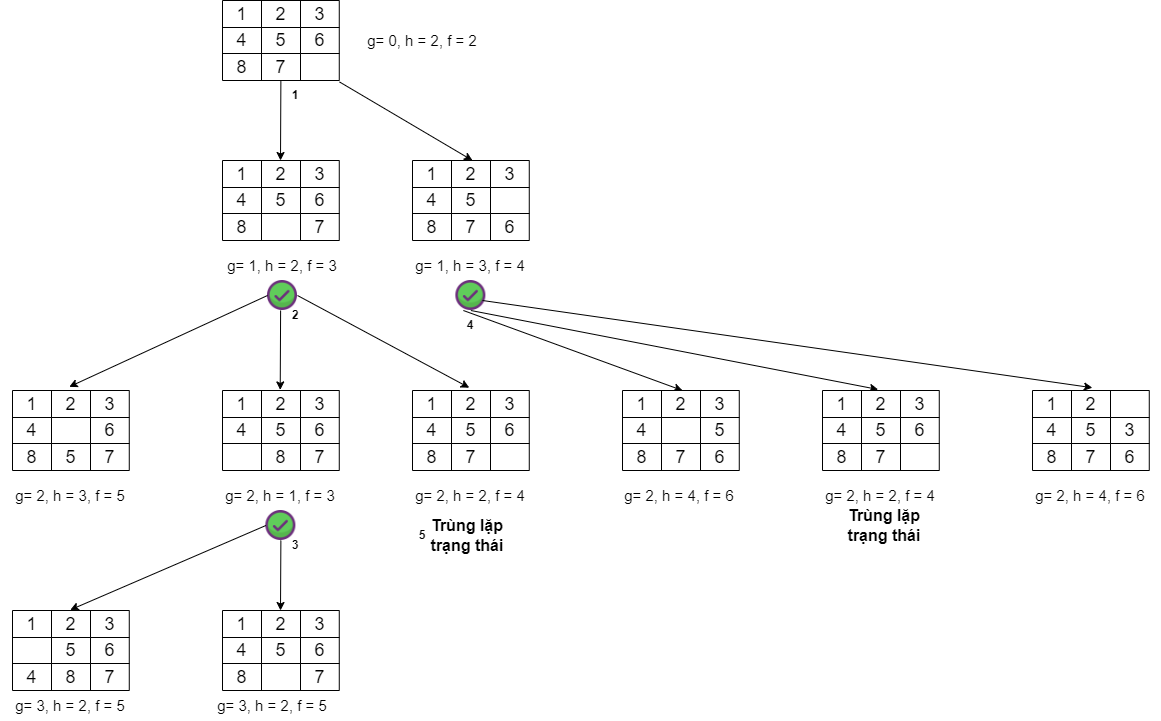 1 2 3
4 5 6
8 7
g= 0, h = 2, f = 2
1
1 2 3
4 5 6
8 7
g= 1, h = 2, f = 3
2
1 2 3
4 5
8 7 6
g= 1, h = 3, f = 4
4
1 2 3
4 6
8 5 7
g= 2, h = 3, f = 5
1 2 3
4 5 6
8 7
g= 2, h = 1, f = 3
3
1 2 3
4 5 6
8 7
g= 2, h = 2, f = 4
5
Trùng lặp
trạng thái
1 2 3
4 5
8 7 6
g= 2, h = 4, f = 6
1 2 3
4 5 6
8 7
g= 2, h = 2, f = 4
Trùng lặp
trạng thái
1 2
4 5 3
8 7 6
g= 2, h = 4, f = 6
1 2 3
5 6
4 8 7
g= 3, h = 2, f = 5
1 2 3
4 5 6
8 7
g= 3, h = 2, f = 5